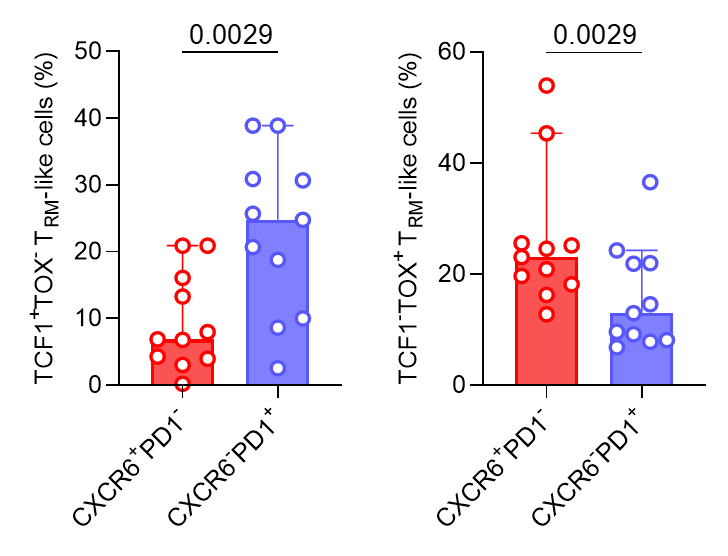 TCF1⁺TOX⁻ TRM-like cells (%)
50
40
30
20
10
0
0.0029
CXCR6⁺PD1⁻
CXCR6⁻PD1⁺
TCF1⁻TOX⁺ TRM-like cells (%)
60
40
20
0
0.0029
CXCR6⁺PD1⁻
CXCR6⁻PD1⁺